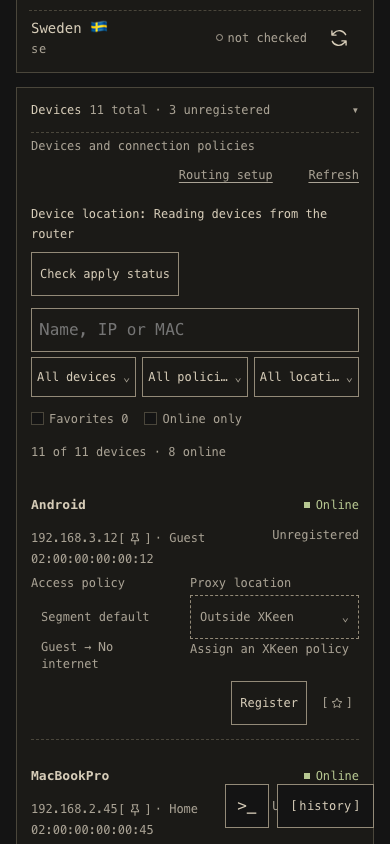 Sweden 🇸🇪
not checked
se
Devices 11 total · 3 unregistered ▾
Devices and connection policies
Routing setup Refresh
Device location: Reading devices from the
router
Check apply status
Name, IP or MAC
All devices All polici… All locati…
Favorites 0 Online only
11 of 11 devices · 8 online
Android Online
192.168.3.12[ ]· Guest Unregistered
02:00:00:00:00:12
Access policy Proxy location
Segment default Outside XKeen
Guest → No
internet
Assign an XKeen policy
Register [☆]
MacBookPro Online
192.168.2.45[ ]· Home
02:00:00:00:00:45
>_ [history]